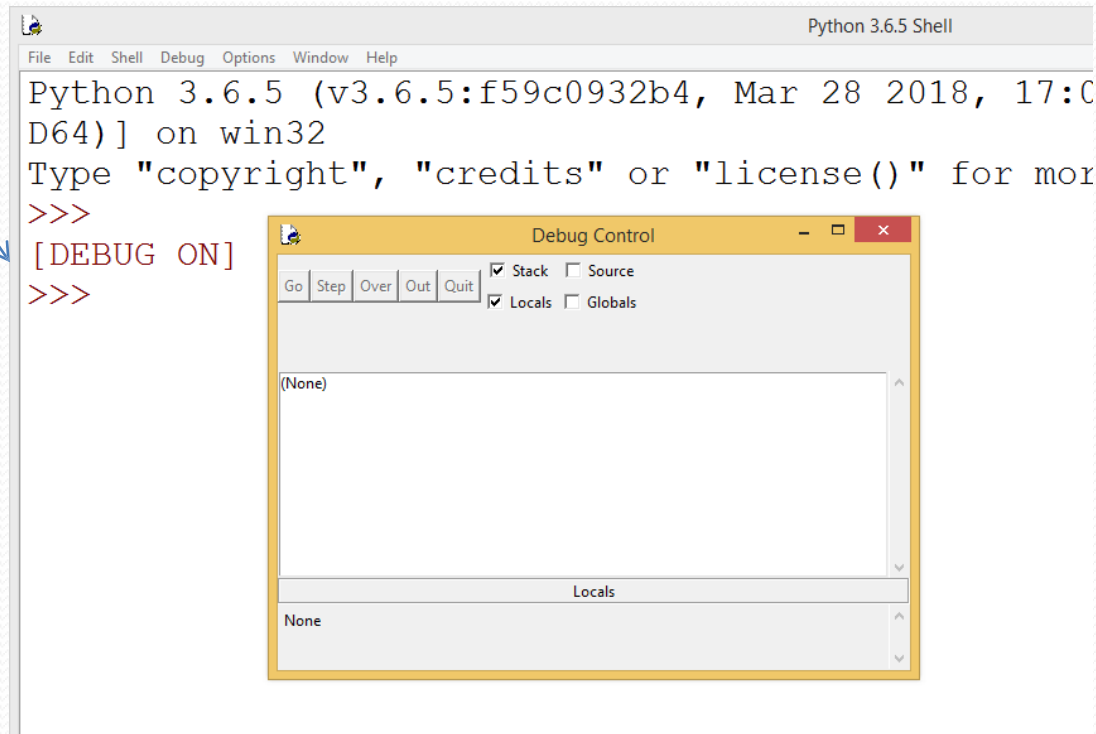 Python 3.6.5 Shell
File Edit Shell Debug Options Window Help
Python 3.6.5 (v3.6.5:f59c0932b4, Mar 28 2018, 17:0
D64)] on win32
Type "copyright", "credits" or "license()" for mor
>>>
[DEBUG ON]
>>>
Debug Control
Go Step Over Out Quit
Stack Source
Locals Globals
(None)
Locals
None